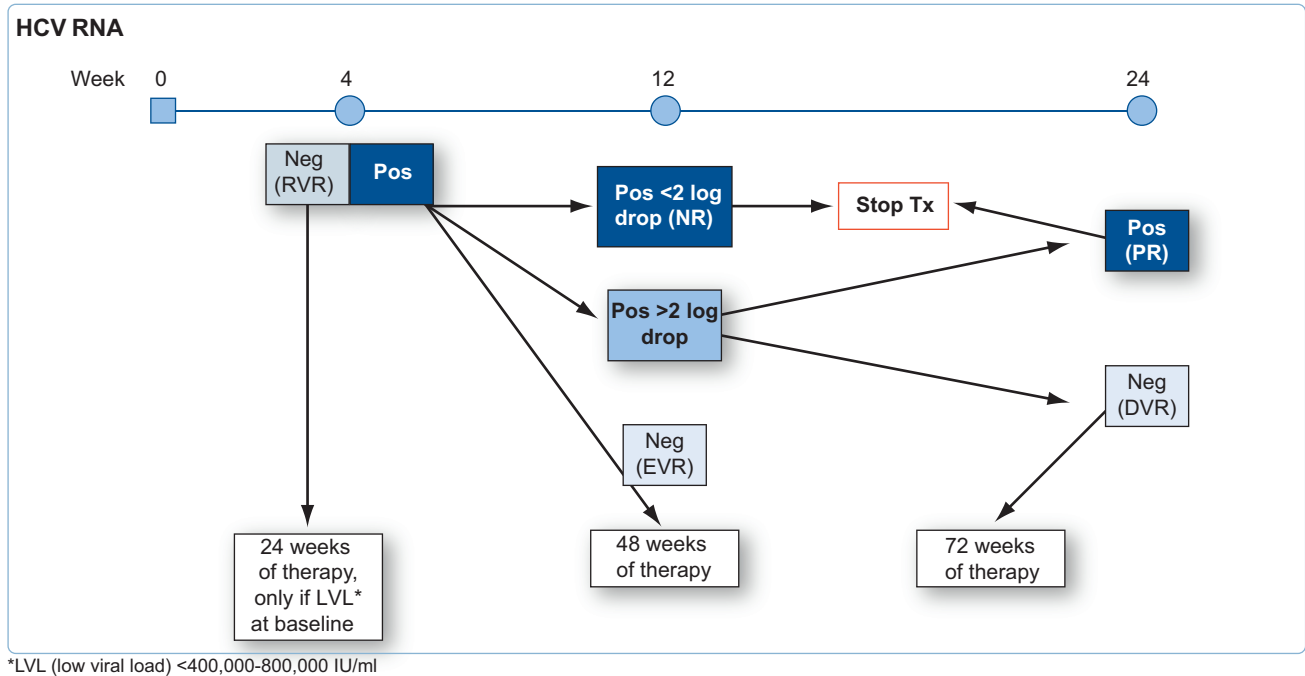 HCV RNA
Week 0 4 12 24
Neg
(RVR)
Pos
Pos <2 log
drop (NR)
Stop Tx
Pos
(PR)
Pos >2 log
drop
Neg
(DVR)
Neg
(EVR)
24 weeks
of therapy,
only if LVL*
at baseline
48 weeks
of therapy
72 weeks
of therapy
*LVL (low viral load) <400,000-800,000 IU/ml